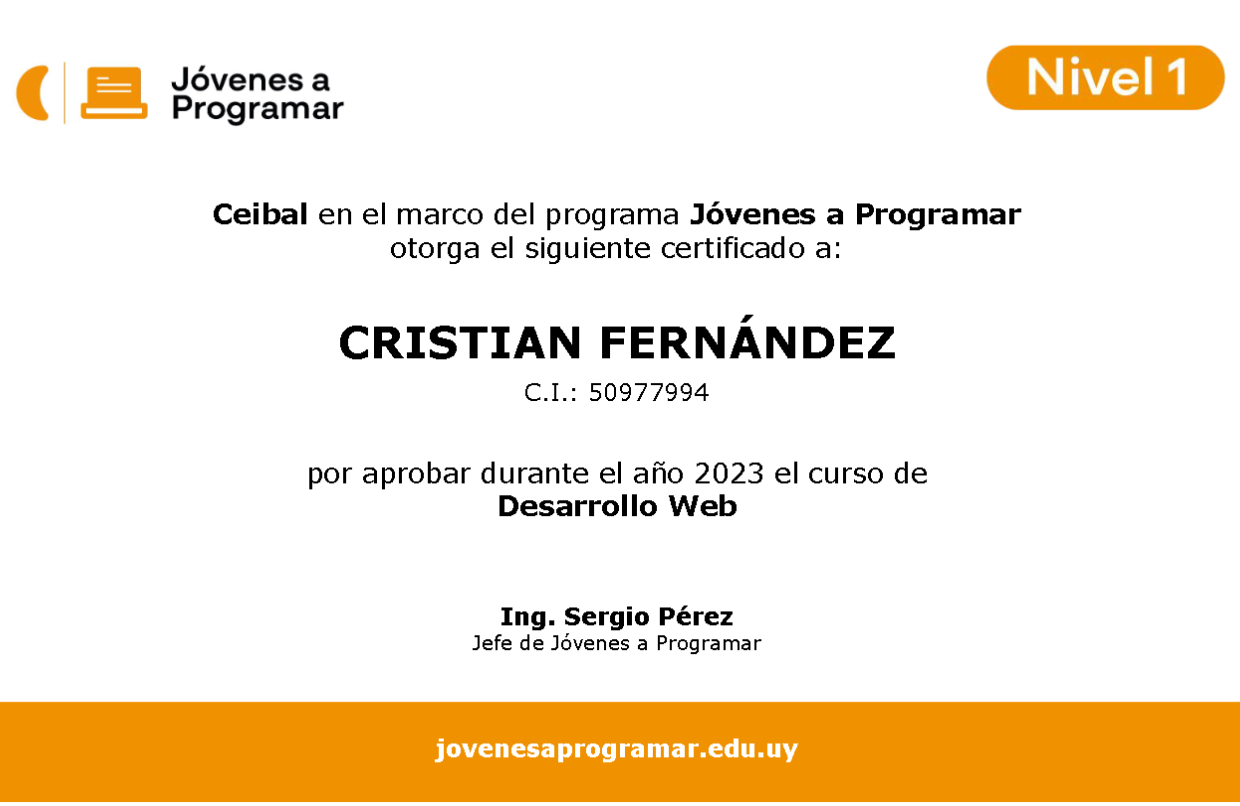 Jóvenes a
Programar
Nivel 1
Ceibal en el marco del programa Jóvenes a Programar
otorga el siguiente certificado a:
CRISTIAN FERNÁNDEZ
C.I.: 50977994
por aprobar durante el año 2023 el curso de
Desarrollo Web
Ing. Sergio Pérez
Jefe de Jóvenes a Programar
jovenesaprogramar.edu.uy